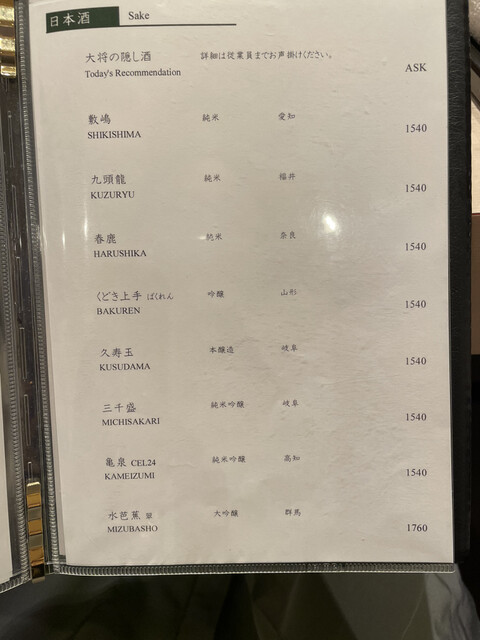 日本酒 Sake
大将の隠し酒 詳細は従業員までお声掛けください。
Today's Recommendation ASK
敷嶋 純米 愛知
SHIKISHIMA 1540
九頭龍 純米 福井
KUZURYU 1540
春鹿 純米 奈良
HARUSHIKA 1540
くどき上手 ばくれん 吟醸 山形
BAKUREN 1540
久寿玉 本醸造 岐阜
KUSUDAMA 1540
三千盛 純米吟醸 岐阜
MICHISAKARI 1540
亀泉 CEL24 純米吟醸 高知
KAMEIZUMI 1540
水芭蕉 翠 大吟醸 群馬
MIZUBASHO 1760